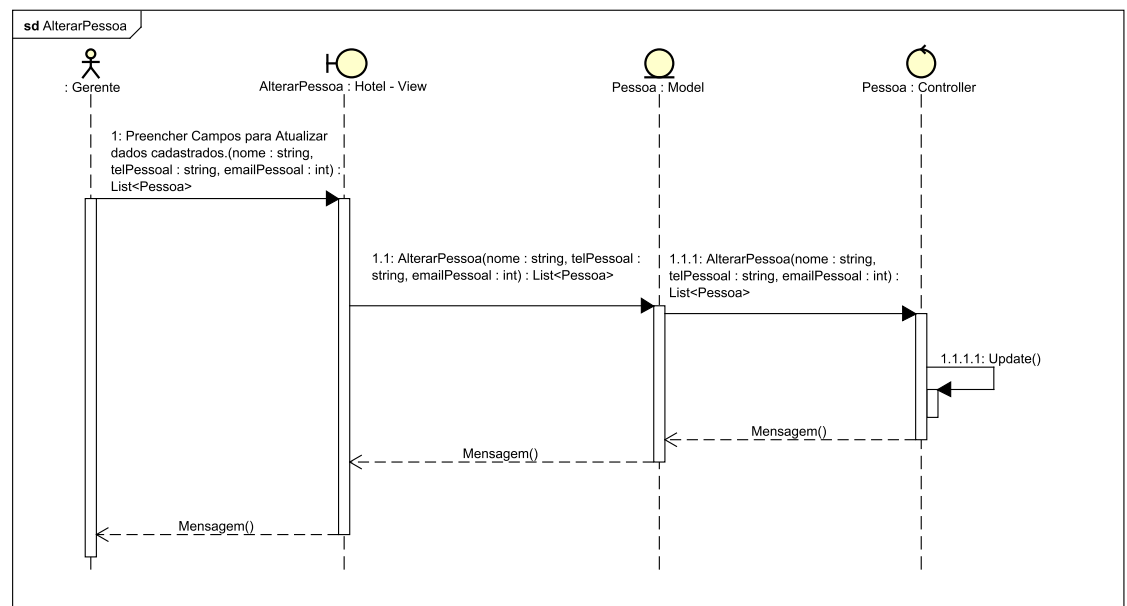 sd AlterarPessoa
: Gerente
AlterarPessoa : Hotel - View
Pessoa : Model
Pessoa : Controller
1: Preencher Campos para Atualizar
dados cadastrados.(nome : string,
telPessoal : string, emailPessoal : int) :
List<Pessoa>
1.1: AlterarPessoa(nome : string, telPessoal :
string, emailPessoal : int) : List<Pessoa>
1.1.1: AlterarPessoa(nome : string,
telPessoal : string, emailPessoal : int) :
List<Pessoa>
1.1.1.1: Update()
Mensagem()
Mensagem()
Mensagem()